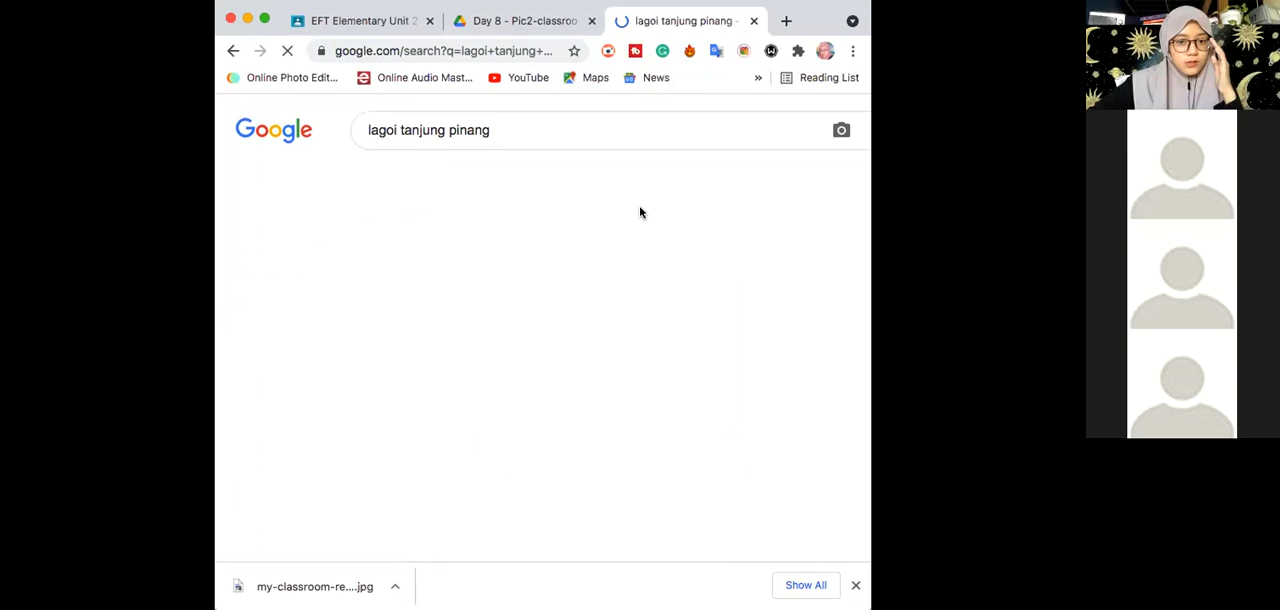 EFT Elementary Unit 2
Day 8 - Pic2-classroo
lagoi tanjung pinang -
google.com/search?q=lagoi+tanjung+...
Online Photo Edit...
Online Audio Mast...
YouTube
Maps
News
»
Reading List
Google
lagoi tanjung pinang
my-classroom-re....jpg
Show All